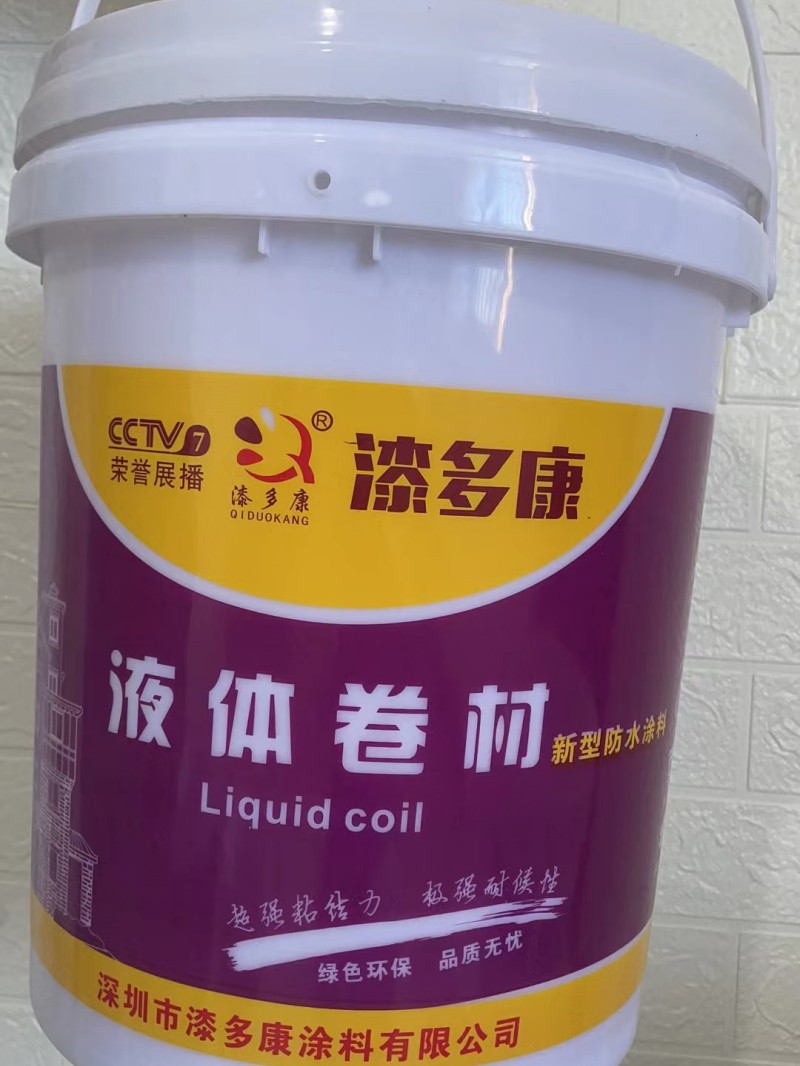 CCTV 7
荣誉展播
®
漆多康
QIDUOKANG
漆多康
液体卷材
新型防水涂料
Liquid coil
超强粘结力 极强耐候性
绿色环保 品质无忧
深圳市漆多康涂料有限公司